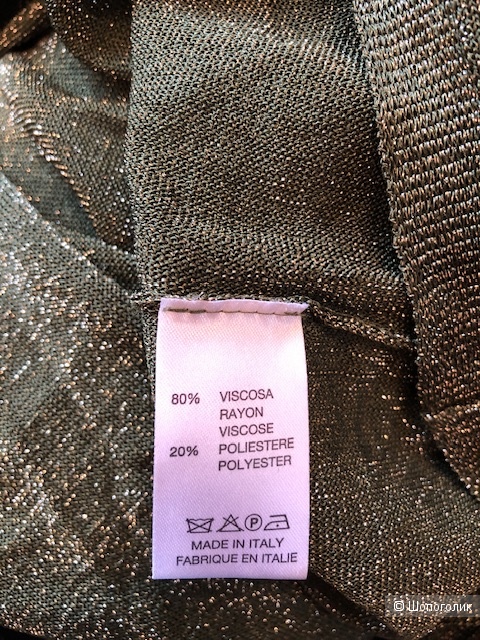 80% VISCOSA
RAYON
VISCOSE
20% POLIESTERE
POLYESTER
P
MADE IN ITALY
FABRIQUE EN ITALIE
© Шопоголик